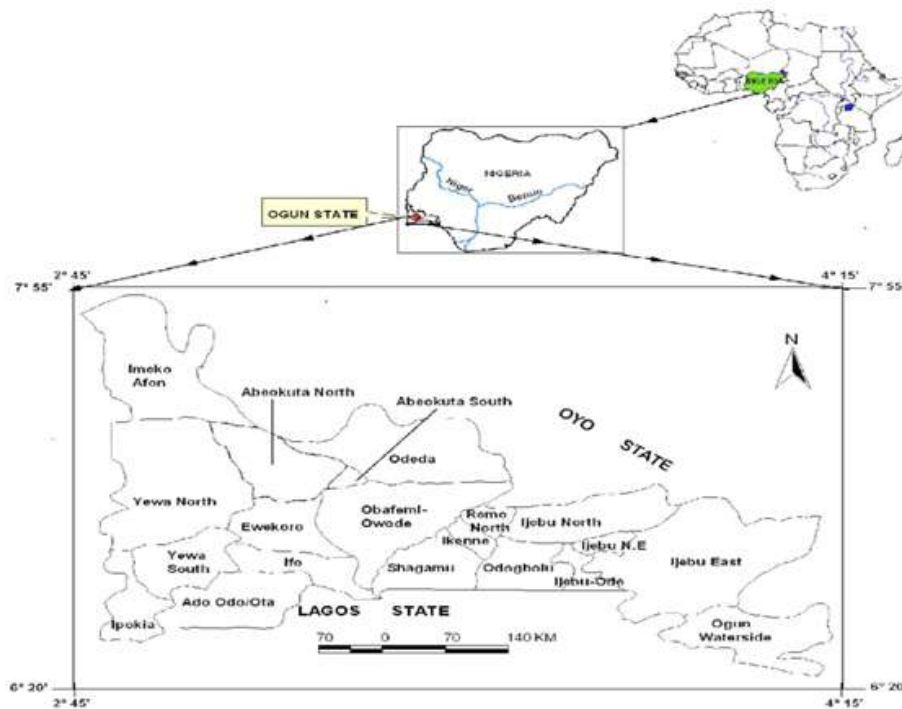 NIGERIA
NIGERIA
Niger
Benue
OGUN STATE
2° 45'
4° 15'
7° 55'
7° 55'
N
Imeko
Afon
Abeokuta North
Abeokuta South
OYO STATE
Odeda
Yewa North
Obafemi-
Owode
Ewekoro
Remo
North
Ijebu North
Ikenne
Ijebu N.E
Yewa
South
Ifo
Shagamu
Odogbolu
Ijebu East
Ijebu-Ode
Ado Odo/Ota
LAGOS STATE
Ipokia
Ogun
Waterside
70 0 70 140 KM
6° 20'
6° 20'
2° 45'
4° 15'